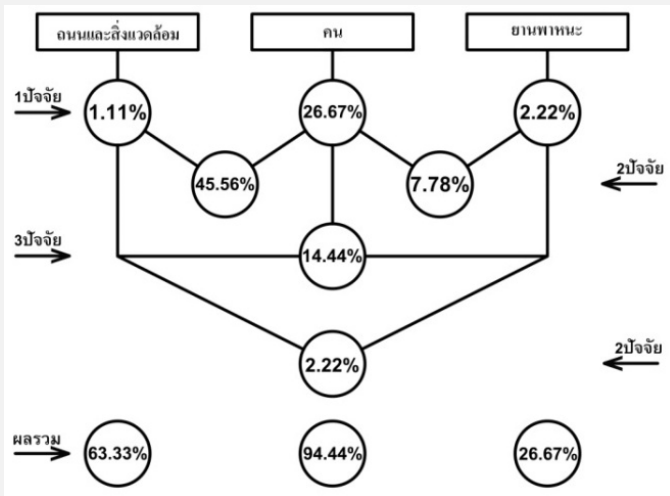 ถนนและสิ่งแวดล้อม คน ยานพาหนะ
1ปัจจัย 1.11% 26.67% 2.22%
45.56% 7.78% 2ปัจจัย
3ปัจจัย 14.44%
2.22% 2ปัจจัย
ผลรวม 63.33% 94.44% 26.67%